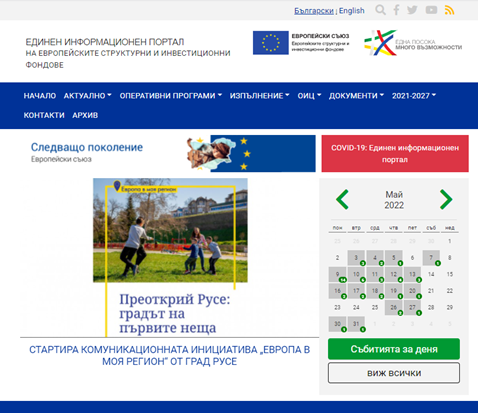 Български | English
ЕДИНЕН ИНФОРМАЦИОНЕН ПОРТАЛ
НА ЕВРОПЕЙСКИТЕ СТРУКТУРНИ И ИНВЕСТИЦИОННИ
ФОНДОВЕ
ЕВРОПЕЙСКИ СЪЮЗ
Европейските структурни и
инвестиционни фондове
ЕДНА ПОСОКА
МНОГО ВЪЗМОЖНОСТИ
НАЧАЛО АКТУАЛНО ОПЕРАТИВНИ ПРОГРАМИ ИЗПЪЛНЕНИЕ ОИЦ ДОКУМЕНТИ 2021-2027
КОНТАКТИ АРХИВ
Следващо поколение
Европейски съюз
COVID-19: Единен информационен
портал
Европа в моя регион
Преоткрий Русе:
градът на
първите неща
СТАРТИРА КОМУНИКАЦИОННАТА ИНИЦИАТИВА „ЕВРОПА В
МОЯ РЕГИОН“ ОТ ГРАД РУСЕ
Май
2022
пон втр сря чтв пет съб нед
25 26 27 28 29 30 1
2 3 4 5 6 7 8
9 10 11 12 13 14 15
16 17 18 19 20 21 22
23 24 25 26 27 28 29
30 31 1 2 3 4 5
Събитията за деня
ВИЖ ВСИЧКИ